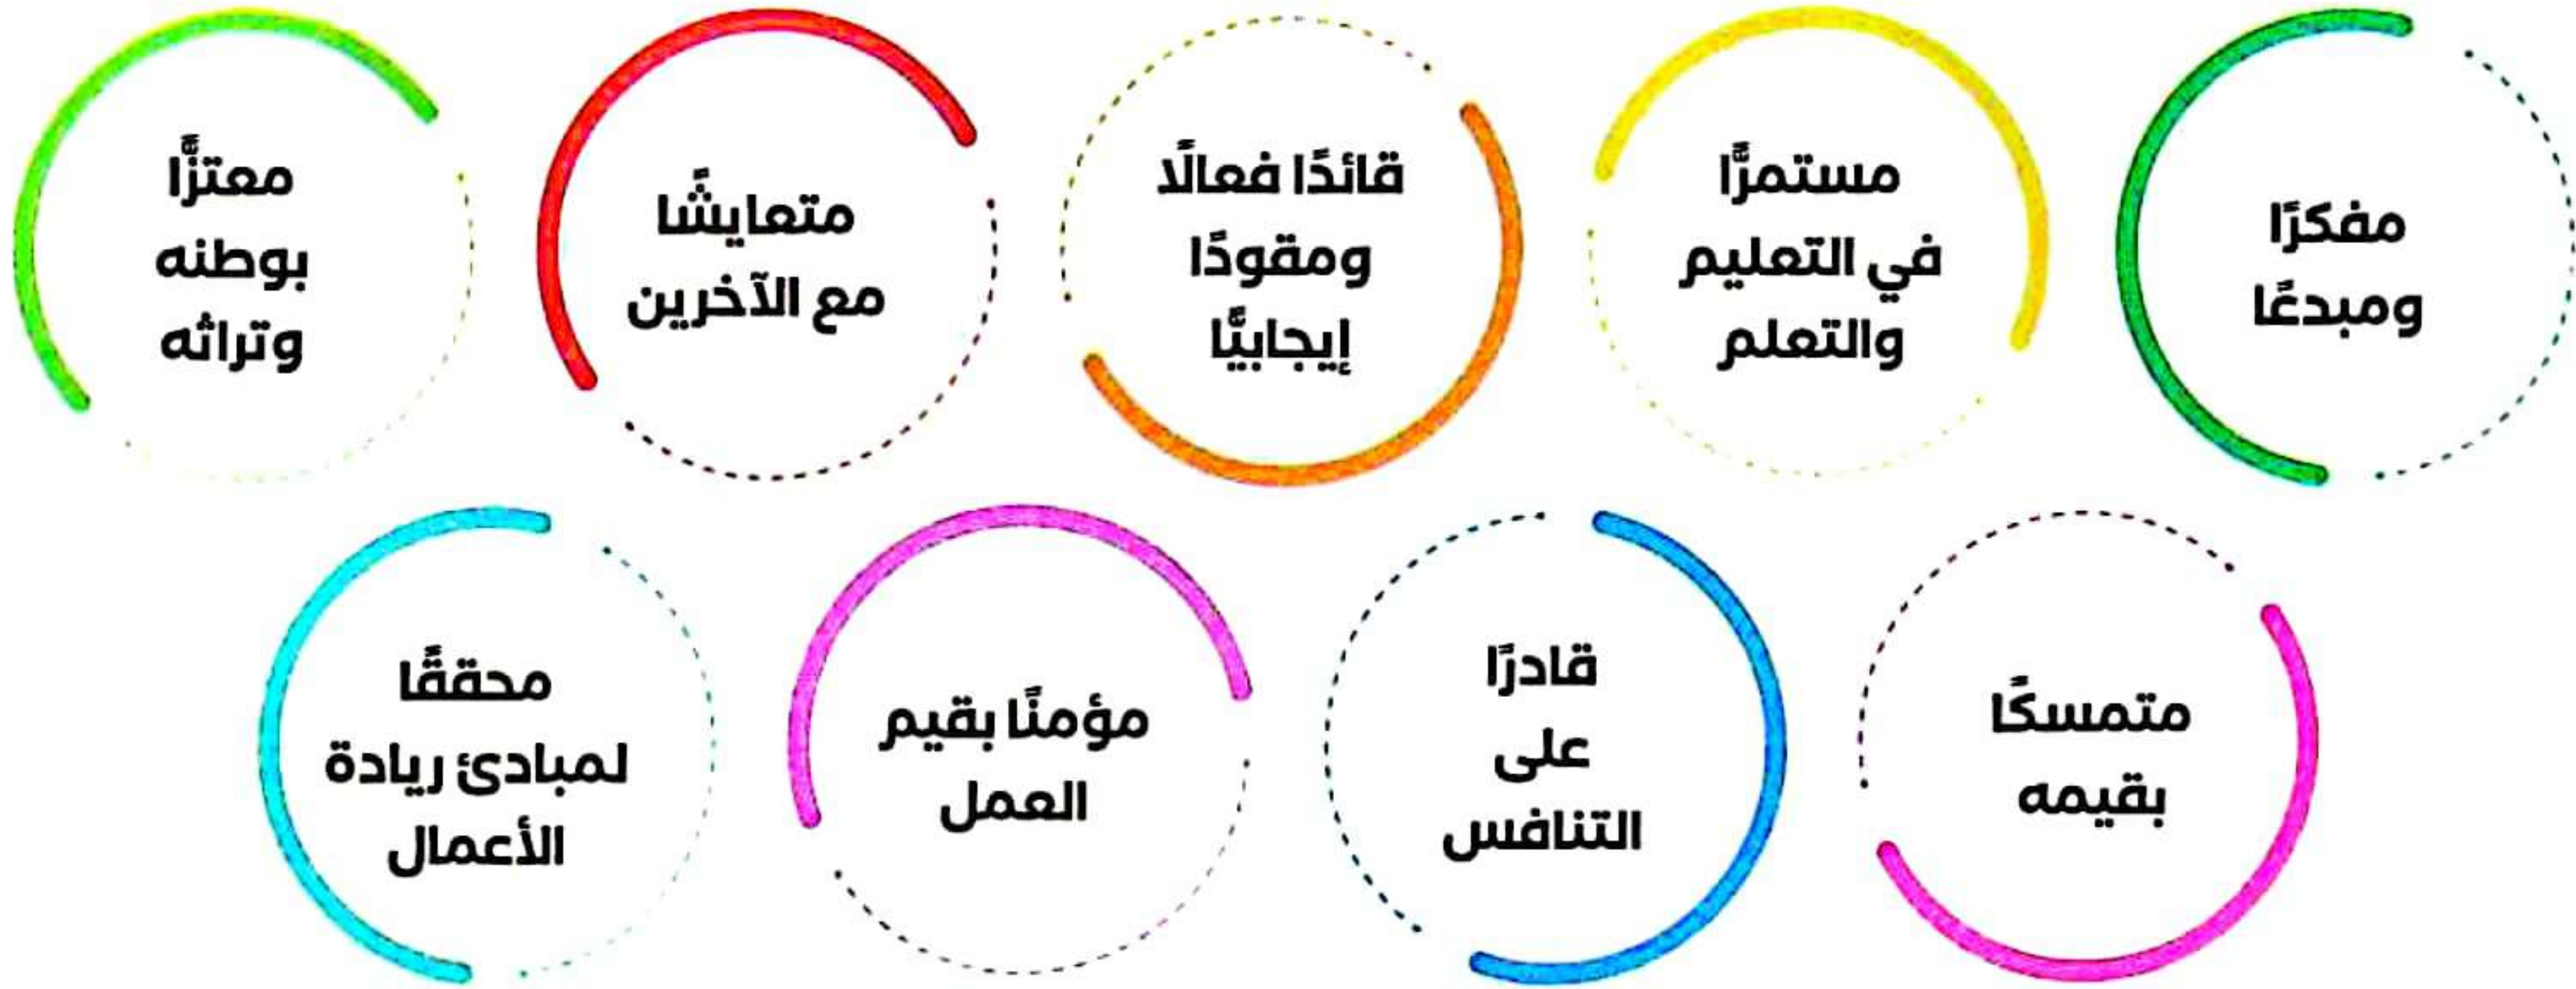 مفكرًا
ومبدعًا
مستمرًّا
في التعليم
والتعلم
قائدًا فعالًا
ومقودًا
إيجابيًّا
متعايشًا
مع الآخرين
معتزًّا
بوطنه
وتراثه
متمسكًا
بقيمه
قادرًا
على
التنافس
مؤمنًا بقيم
العمل
محققًا
لمبادئ ريادة
الأعمال